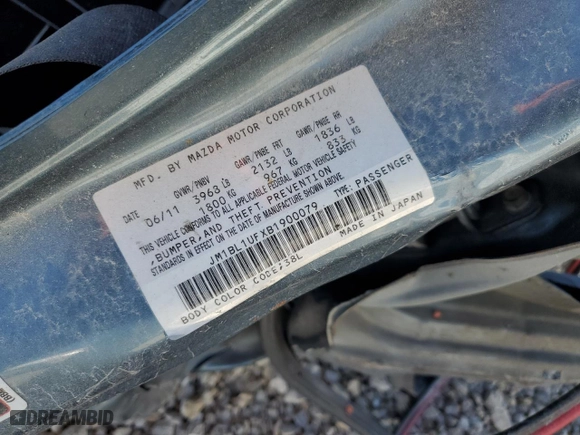 MFD. BY MAZDA MOTOR CORPORATION
DATE GVWR/PNBV GAWR/PNBE FRT GAWR/PNBE RR
06/11 3968 LB 2132 LB 1836 LB
1800 KG 967 KG 833 KG
THIS VEHICLE CONFORMS TO ALL APPLICABLE FEDERAL MOTOR VEHICLE SAFETY
, BUMPER, AND THEFT PREVENTION
STANDARDS IN EFFECT ON THE DATE OF MANUFACTURE SHOWN ABOVE.
JM1BL1UFXB1900079 TYPE: PASSENGER
BODY COLOR CODE;38L MADE IN JAPAN
DREAMBID